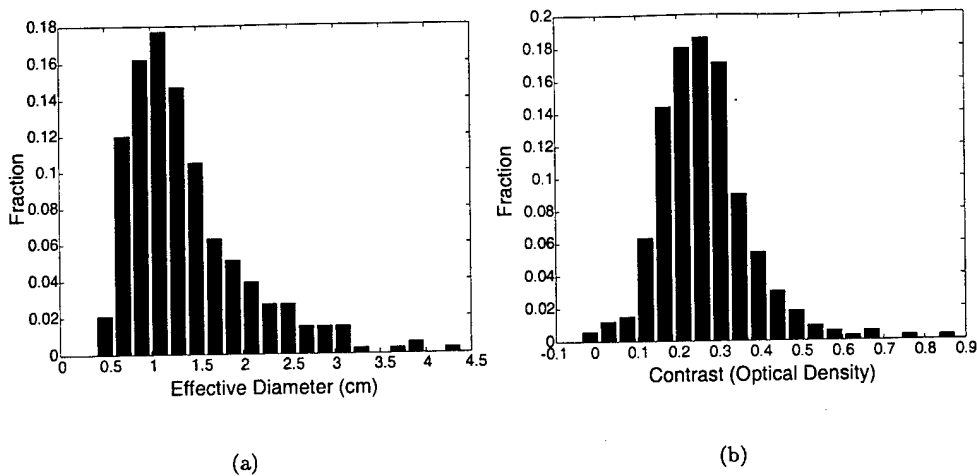 0.18
0.16
0.14
0.12
0.1
0.08
0.06
0.04
0.02
0
Fraction
0 0.5 1 1.5 2 2.5 3 3.5 4 4.5
Effective Diameter (cm)
(a)
0.2
0.18
0.16
0.14
0.12
0.1
0.08
0.06
0.04
0.02
0
Fraction
-0.1 0 0.1 0.2 0.3 0.4 0.5 0.6 0.7 0.8 0.9
Contrast (Optical Density)
(b)